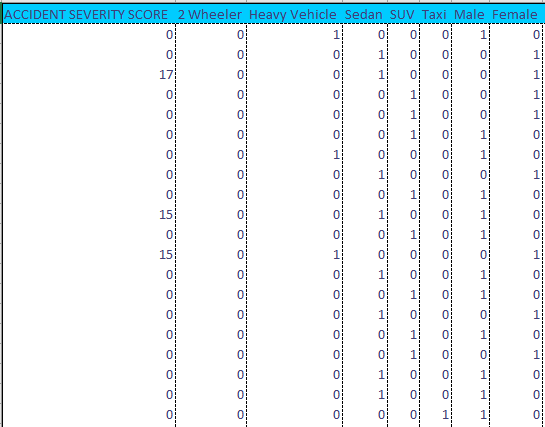 ACCIDENT SEVERITY SCORE 2 Wheeler Heavy Vehicle Sedan SUV Taxi Male Female
0 0 1 0 0 0 1 0
0 0 0 1 0 0 0 1
17 0 0 1 0 0 0 1
0 0 0 0 1 0 0 1
0 0 0 0 1 0 0 1
0 0 0 0 1 0 1 0
0 0 1 0 0 0 1 0
0 0 0 1 0 0 0 1
0 0 0 0 1 0 1 0
15 0 0 1 0 0 1 0
0 0 0 0 1 0 1 0
15 0 1 0 0 0 0 1
0 0 0 1 0 0 1 0
0 0 0 0 1 0 1 0
0 0 0 1 0 0 0 1
0 0 0 0 1 0 1 0
0 0 0 0 1 0 0 1
0 0 0 1 0 0 1 0
0 0 0 1 0 0 1 0
0 0 0 0 0 1 1 0